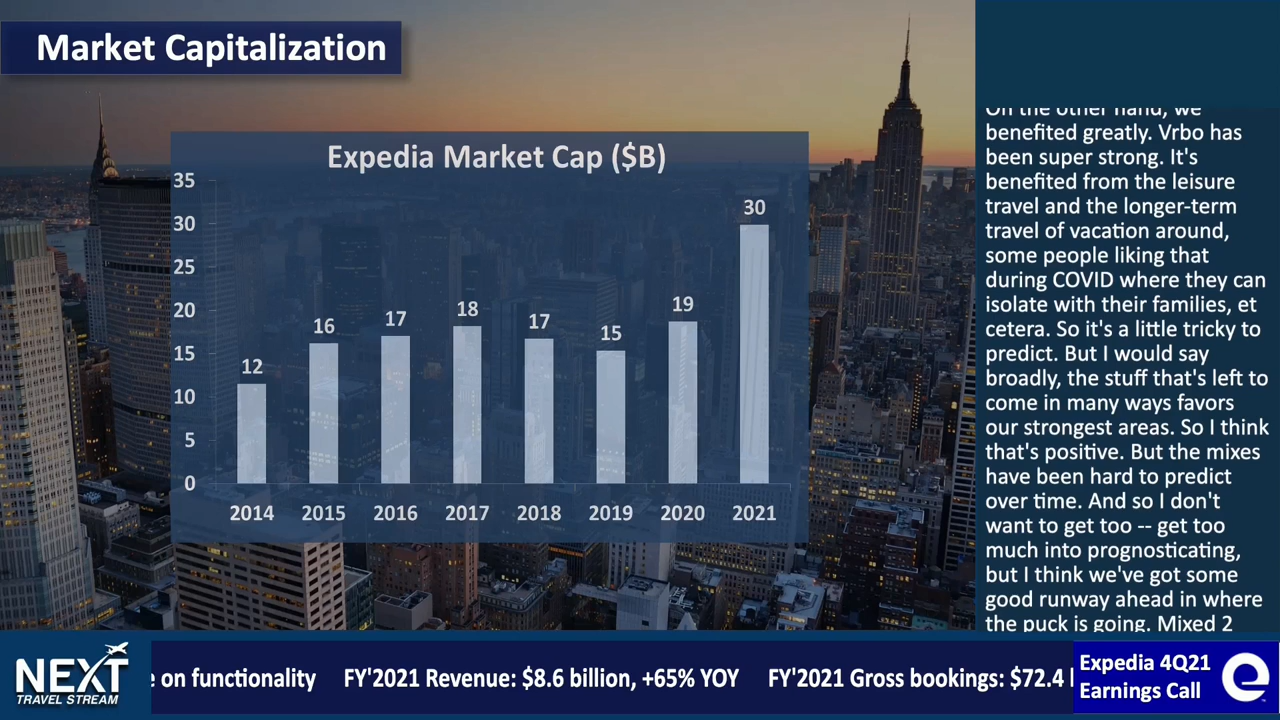 Market Capitalization
Expedia Market Cap ($B)
35
30
25
20
15
10
5
0
12
16
17
18
17
15
19
30
2014
2015
2016
2017
2018
2019
2020
2021
On the other hand, we
benefited greatly. Vrbo has
been super strong. It's
benefited from the leisure
travel and the longer-term
travel of vacation around,
some people liking that
during COVID where they can
isolate with their families, et
cetera. So it's a little tricky to
predict. But I would say
broadly, the stuff that's left to
come in many ways favors
our strongest areas. So I think
that's positive. But the mixes
have been hard to predict
over time. And so I don't
want to get too -- get too
much into prognosticating,
but I think we've got some
good runway ahead in where
the puck is going. Mixed 2
NEXT
TRAVEL STREAM
e on functionality FY'2021 Revenue: $8.6 billion, +65% YOY FY'2021 Gross bookings: $72.4
Expedia 4Q21
Earnings Call